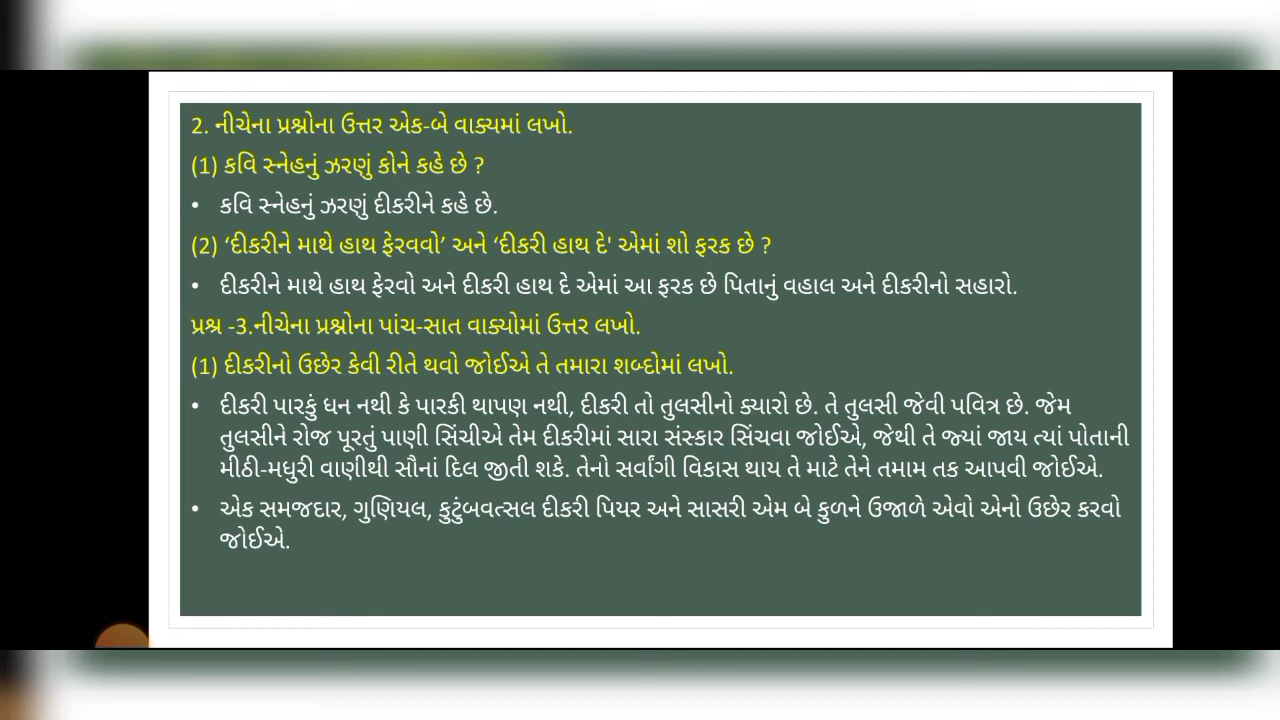 2. નીચેના પ્રશ્નોના ઉત્તર એક-બે વાક્યમાં લખો.
(1) કવિ સ્નેહનું ઝરણું કોને કહે છે ?
• કવિ સ્નેહનું ઝરણું દીકરીને કહે છે.
(2) ‘દીકરીને માથે હાથ ફેરવવો’ અને ‘દીકરી હાથ દે' એમાં શો ફરક છે ?
• દીકરીને માથે હાથ ફેરવો અને દીકરી હાથ દે એમાં આ ફરક છે પિતાનું વહાલ અને દીકરીનો સહારો.
પ્રશ્ર -3.નીચેના પ્રશ્નોના પાંચ-સાત વાક્યોમાં ઉત્તર લખો.
(1) દીકરીનો ઉછેર કેવી રીતે થવો જોઈએ તે તમારા શબ્દોમાં લખો.
• દીકરી પારકું ધન નથી કે પારકી થાપણ નથી, દીકરી તો તુલસીનો ક્યારો છે. તે તુલસી જેવી પવિત્ર છે. જેમ
તુલસીને રોજ પૂરતું પાણી સિંચીએ તેમ દીકરીમાં સારા સંસ્કાર સિંચવા જોઈએ, જેથી તે જ્યાં જાય ત્યાં પોતાની
મીઠી-મધુરી વાણીથી સૌનાં દિલ જીતી શકે. તેનો સર્વાંગી વિકાસ થાય તે માટે તેને તમામ તક આપવી જોઈએ.
• એક સમજદાર, ગુણિયલ, કુટુંબવત્સલ દીકરી પિયર અને સાસરી એમ બે કુળને ઉજાળે એવો એનો ઉછેર કરવો
જોઈએ.